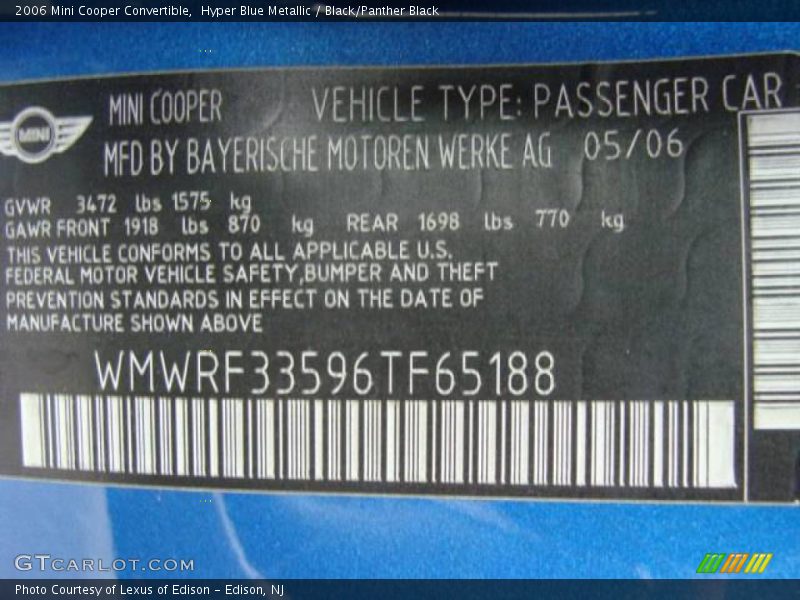 2006 Mini Cooper Convertible,  Hyper Blue Metallic / Black/Panther Black
MINI COOPER VEHICLE TYPE: PASSENGER CAR
MINI
MFD BY BAYERISCHE MOTOREN WERKE AG 05/06
GVWR 3472 lbs 1575 kg
GAWR FRONT 1918 lbs 870 kg REAR 1698 lbs 770 kg
THIS VEHICLE CONFORMS TO ALL APPLICABLE U.S.
FEDERAL MOTOR VEHICLE SAFETY,BUMPER AND THEFT
PREVENTION STANDARDS IN EFFECT ON THE DATE OF
MANUFACTURE SHOWN ABOVE
WMWRF33596TF65188
GTCARLOT.COM
Photo Courtesy of Lexus of Edison - Edison, NJ